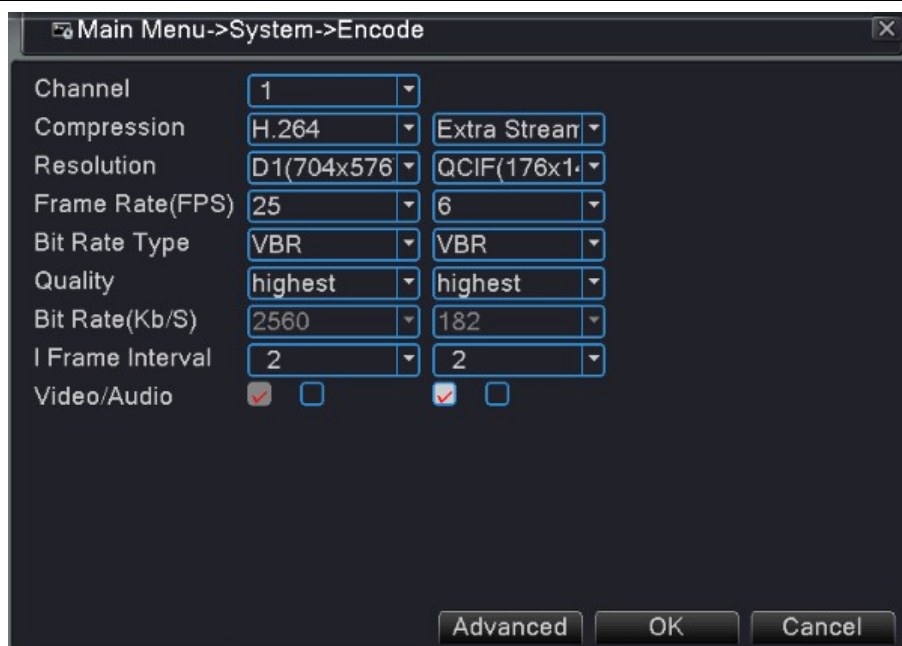 Main Menu->System->Encode
Channel 1
Compression H.264 Extra Stream
Resolution D1(704x576 QCIF(176x14
Frame Rate(FPS) 25 6
Bit Rate Type VBR VBR
Quality highest highest
Bit Rate(Kb/S) 2560 182
I Frame Interval 2 2
Video/Audio
Advanced OK Cancel